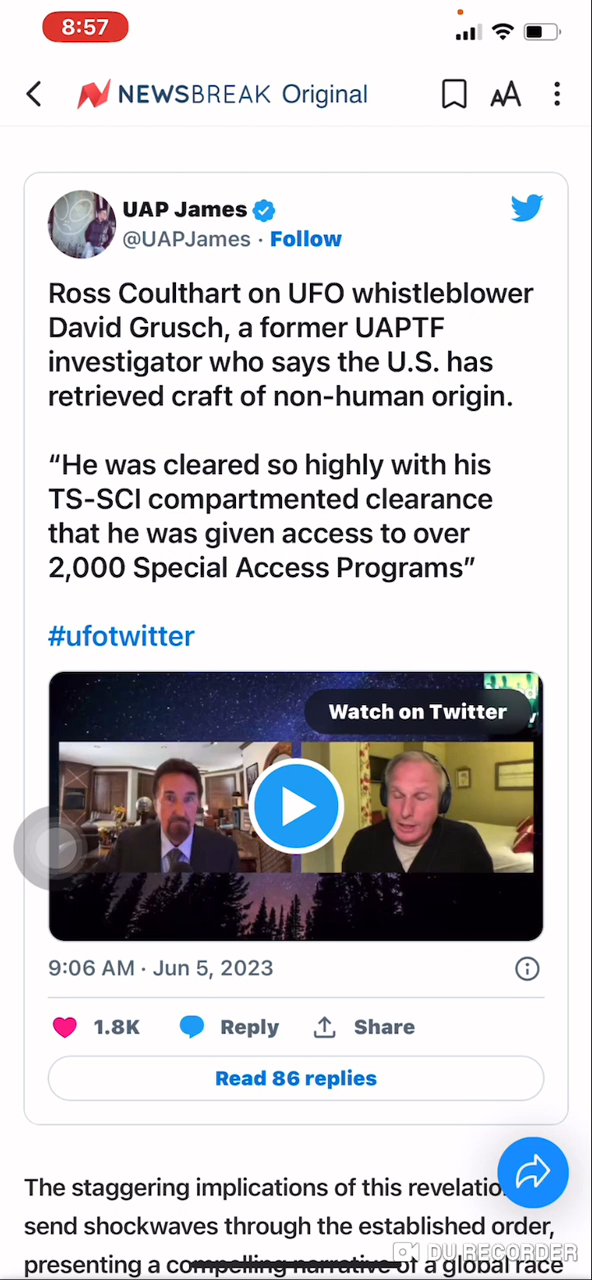 8:57
NEWSBREAK Original
AA
UAP James
@UAPJames · Follow
Ross Coulthart on UFO whistleblower
David Grusch, a former UAPTF
investigator who says the U.S. has
retrieved craft of non-human origin.
“He was cleared so highly with his
TS-SCI compartmented clearance
that he was given access to over
2,000 Special Access Programs”
#ufotwitter
Watch on Twitter
9:06 AM · Jun 5, 2023
1.8K Reply Share
Read 86 replies
The staggering implications of this revelatio
send shockwaves through the established order,
presenting a compelling narrative of a global race
DU RECORDER